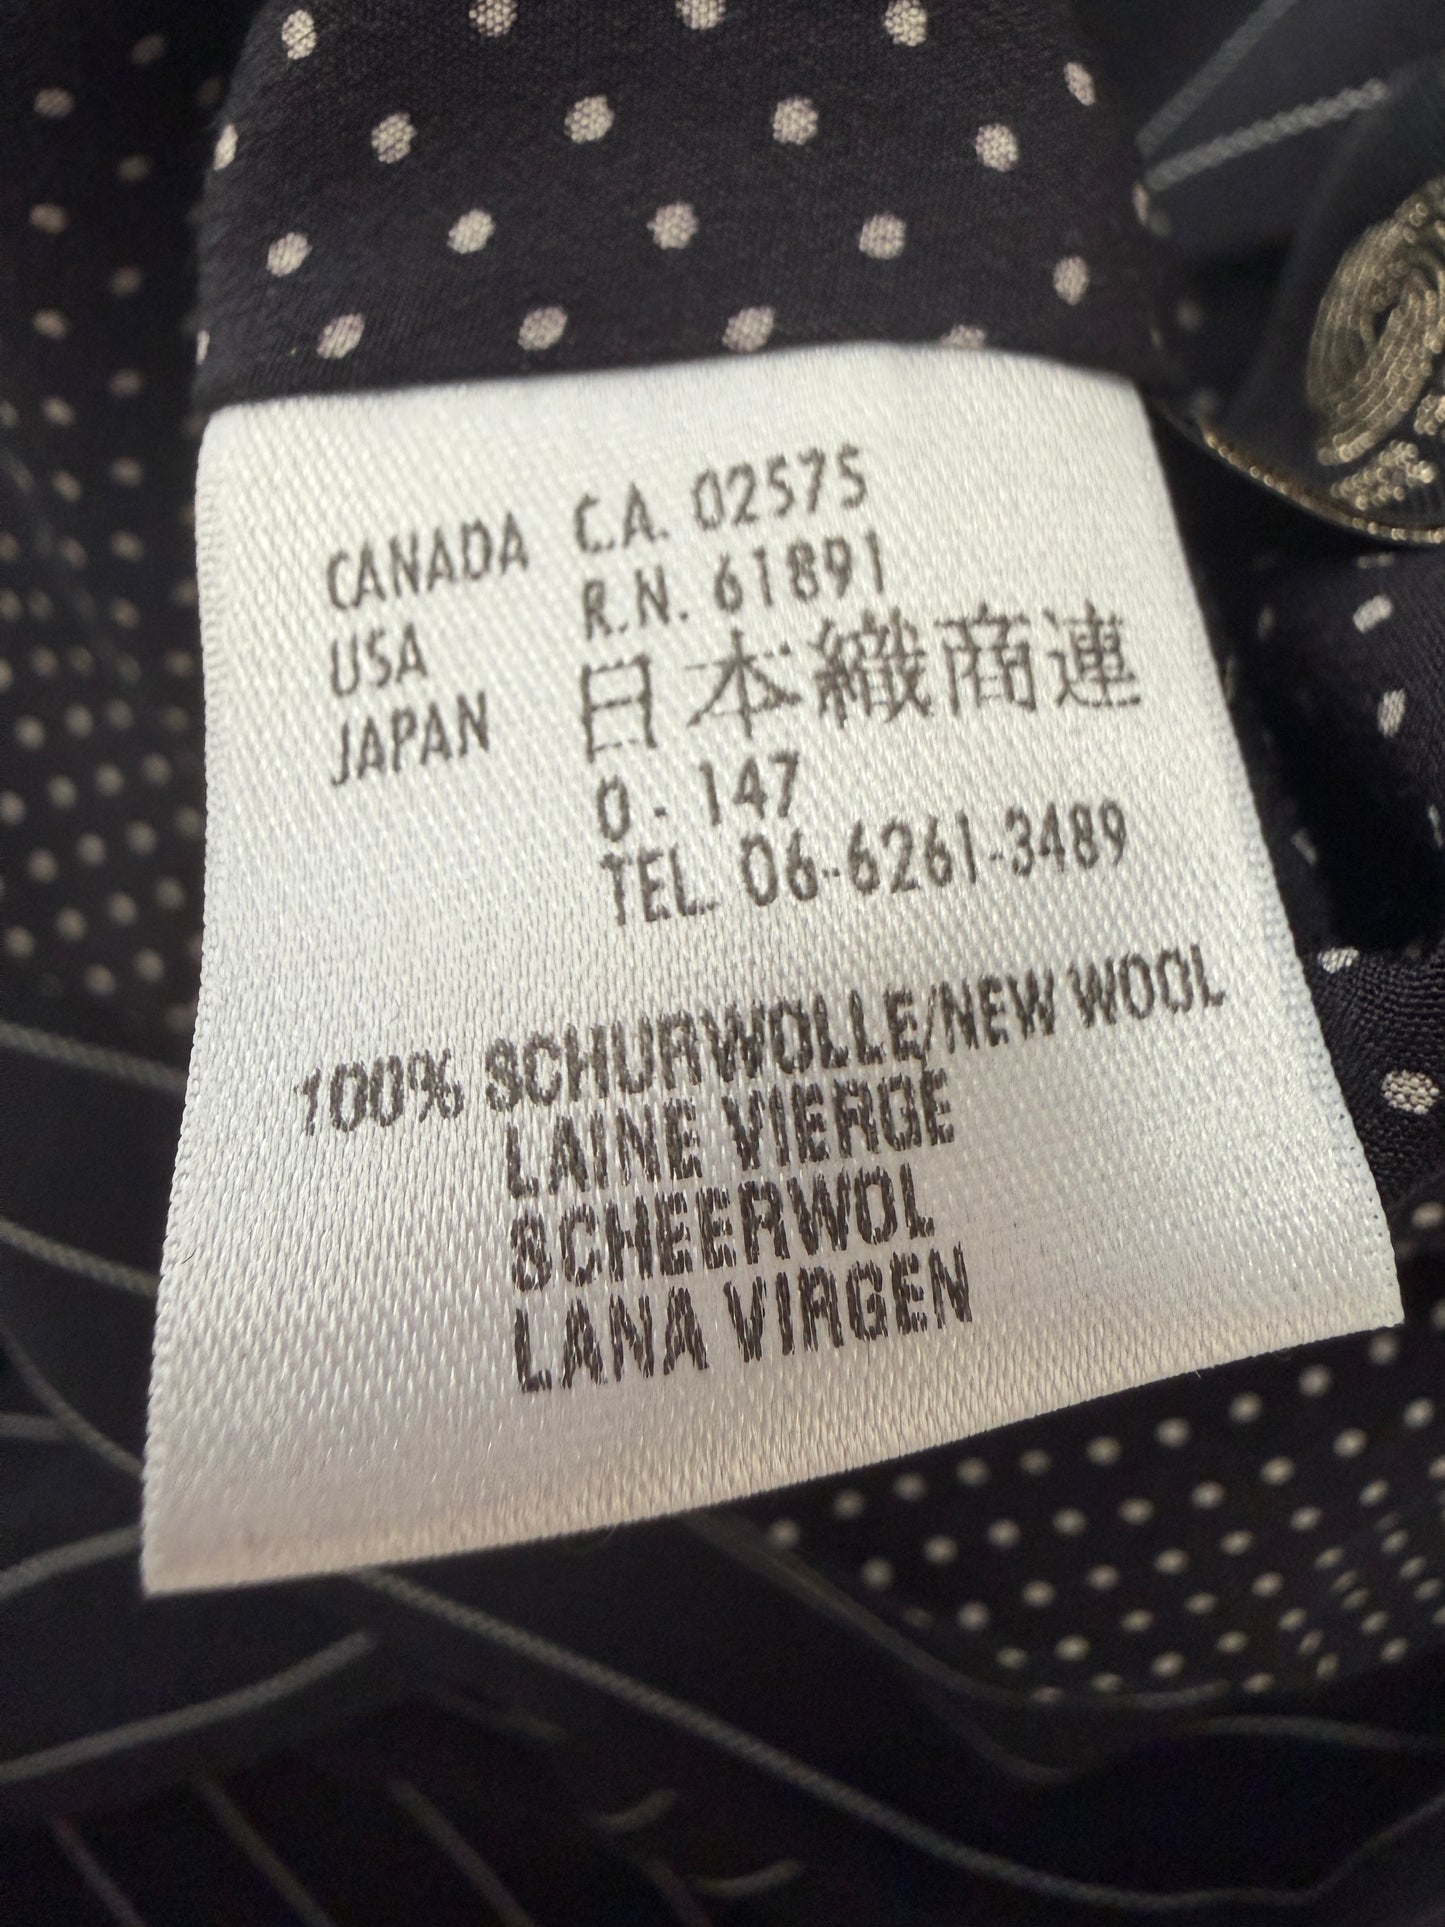 CANADA C.A. 02575
USA R.N. 61891
JAPAN 日本織商連
0 - 147
TEL. 06-6261-3489
100% SCHURWOLLE/NEW WOOL
LAINE VIERGE
SCHEERWOL
LANA VIRGEN